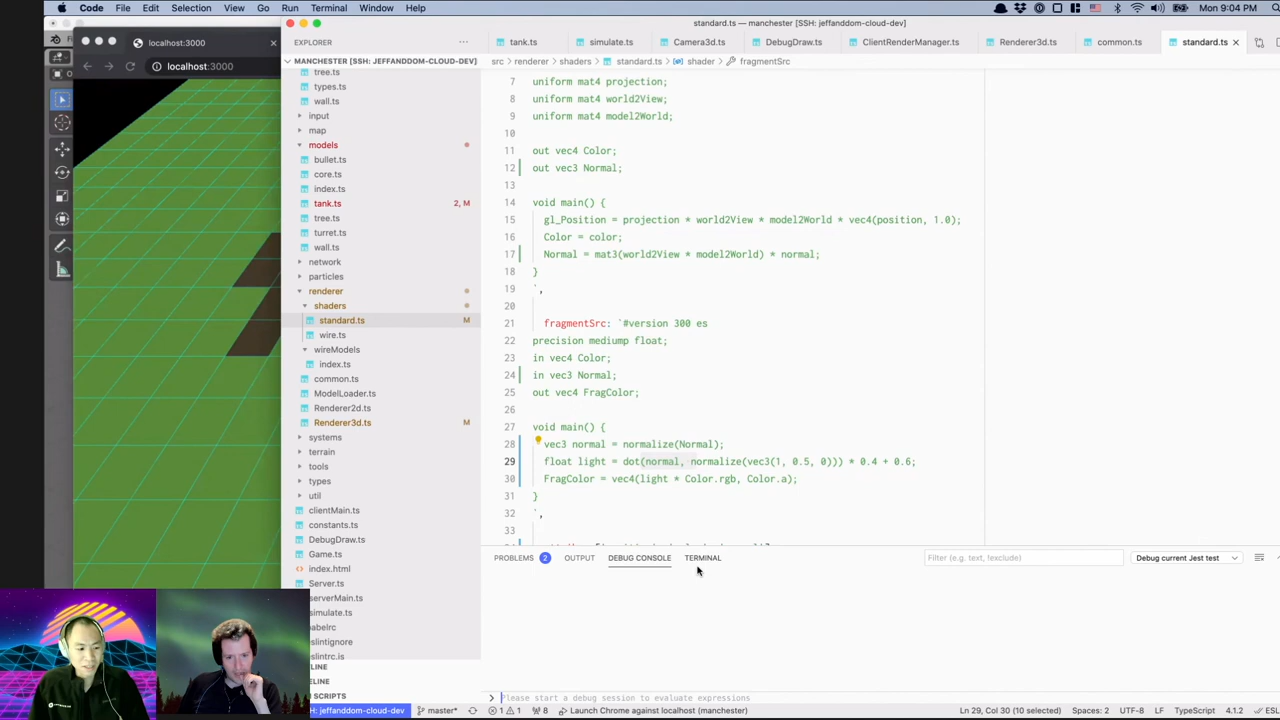 Code File Edit Selection View Go Run Terminal Window Help
Mon 9:04 PM
standard.ts — manchester [SSH: jeffanddom-cloud-dev]
localhost:3000
localhost:3000
EXPLORER
MANCHESTER [SSH: JEFFANDDOM-CLOUD-DEV]
tree.ts
types.ts
wall.ts
input
map
models
bullet.ts
core.ts
index.ts
tank.ts 2, M
tree.ts
turret.ts
wall.ts
network
particles
renderer
shaders
standard.ts M
wire.ts
wireModels
index.ts
common.ts
ModelLoader.ts
Renderer2d.ts
Renderer3d.ts M
systems
terrain
tools
types
util
clientMain.ts
constants.ts
DebugDraw.ts
Game.ts
index.html
Server.ts
serverMain.ts
simulate.ts
babelrc
eslintignore
eslintrc.js
LINE
LINE
SCRIPTS
tank.ts simulate.ts Camera3d.ts DebugDraw.ts ClientRenderManager.ts Renderer3d.ts common.ts standard.ts
src › renderer › shaders › standard.ts › shader › fragmentSrc
7 uniform mat4 projection;
8 uniform mat4 world2View;
9 uniform mat4 model2World;
10
11 out vec4 Color;
12 out vec3 Normal;
13
14 void main() {
15 gl_Position = projection * world2View * model2World * vec4(position, 1.0);
16 Color = color;
17 Normal = mat3(world2View * model2World) * normal;
18 }
19 `,
20
21 fragmentSrc: `#version 300 es
22 precision mediump float;
23 in vec4 Color;
24 in vec3 Normal;
25 out vec4 FragColor;
26
27 void main() {
28 vec3 normal = normalize(Normal);
29 float light = dot(normal, normalize(vec3(1, 0.5, 0))) * 0.4 + 0.6;
30 FragColor = vec4(light * Color.rgb, Color.a);
31 }
32 `,
33
PROBLEMS 2 OUTPUT DEBUG CONSOLE TERMINAL
Filter (e.g. text, !exclude)
Debug current Jest test
Please start a debug session to evaluate expressions
SH: jeffanddom-cloud-dev master* 1 1 8 Launch Chrome against localhost (manchester) Ln 29, Col 30 (10 selected) Spaces: 2 UTF-8 LF TypeScript 4.1.2 ESL